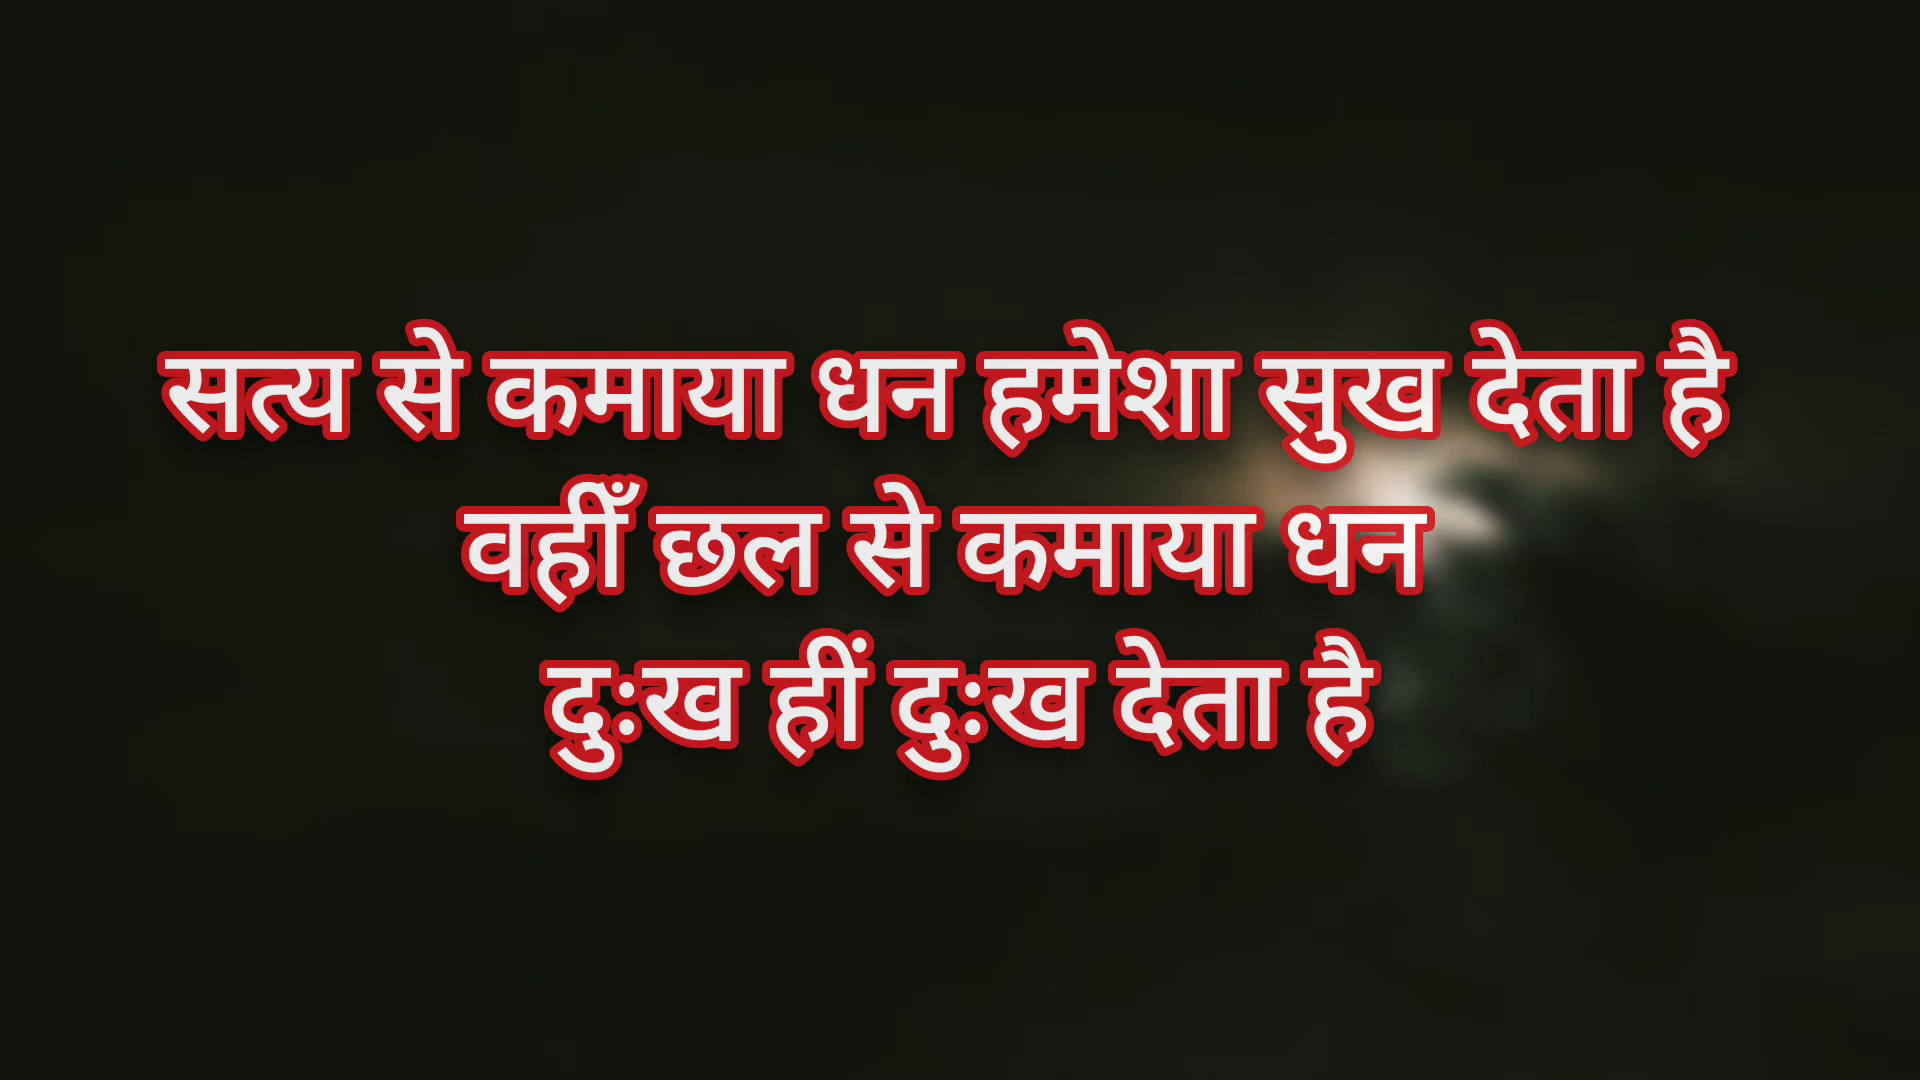 सत्य से कमाया धन हमेशा सुख देता है
वहीँ छल से कमाया धन
दुःख हीं दुःख देता है